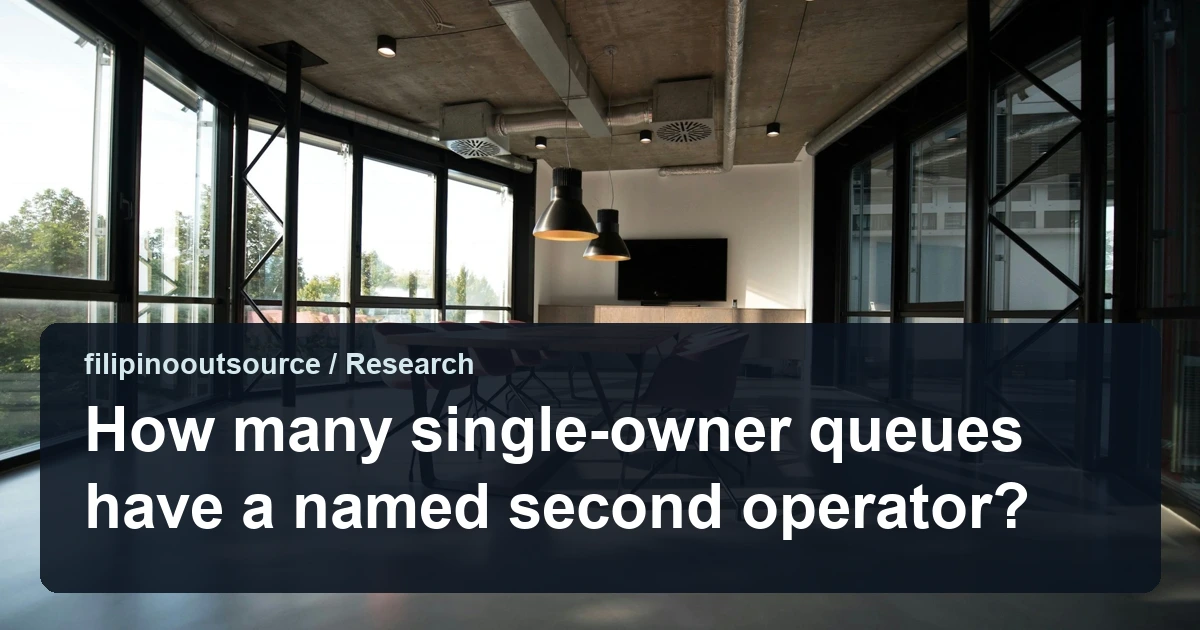 filipinooutsource / Research
How many single-owner queues
have a named second operator?